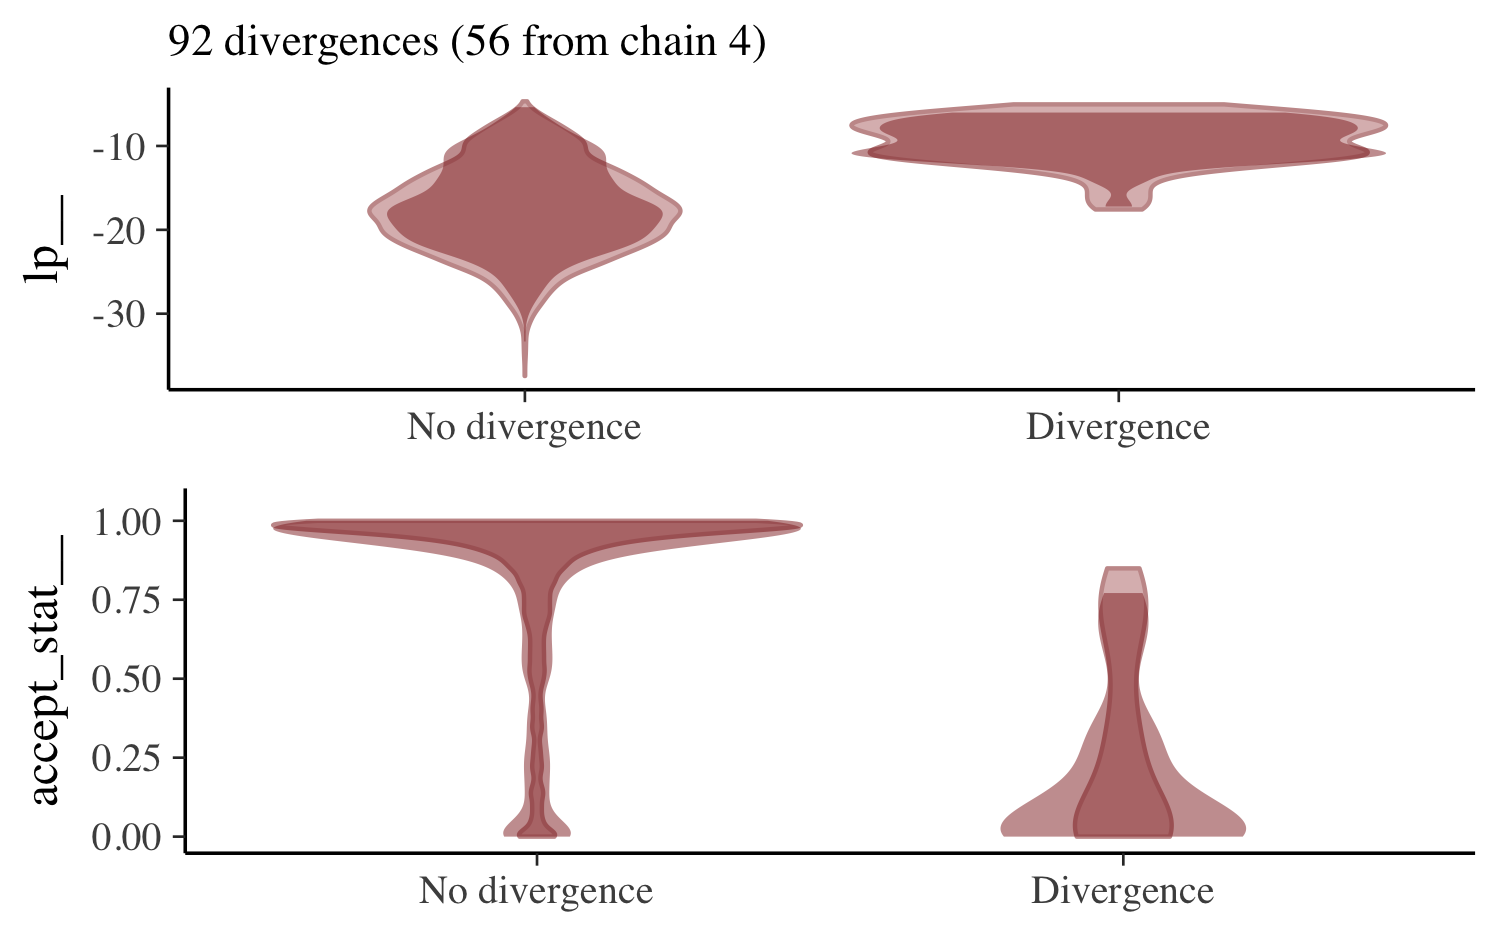 92 divergences (56 from chain 4)
lp__
-10
-20
-30
No divergence
Divergence
accept_stat__
1.00
0.75
0.50
0.25
0.00
No divergence
Divergence